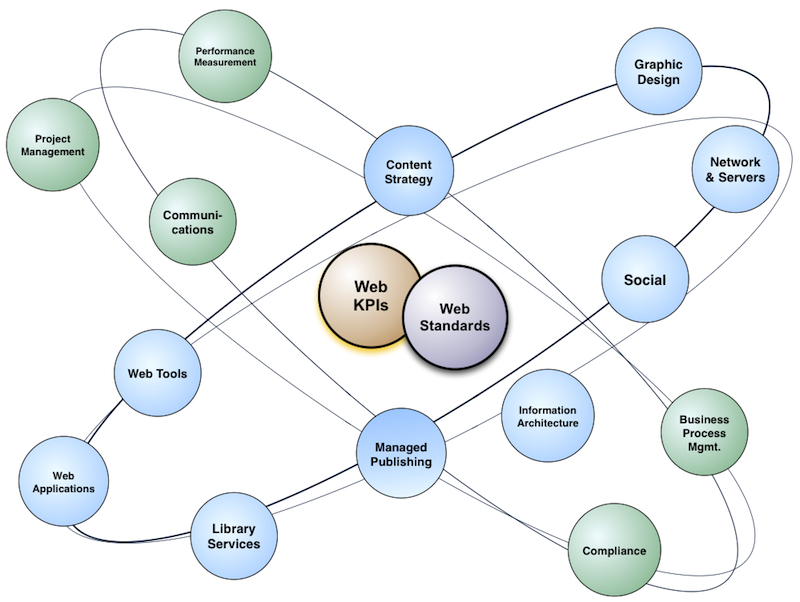 Performance
Measurement
Graphic
Design
Project
Management
Content
Strategy
Network
& Servers
Communi-
cations
Social
Web
KPIs
Web
Standards
Web Tools
Information
Architecture
Business
Process
Mgmt.
Managed
Publishing
Web
Applications
Library
Services
Compliance